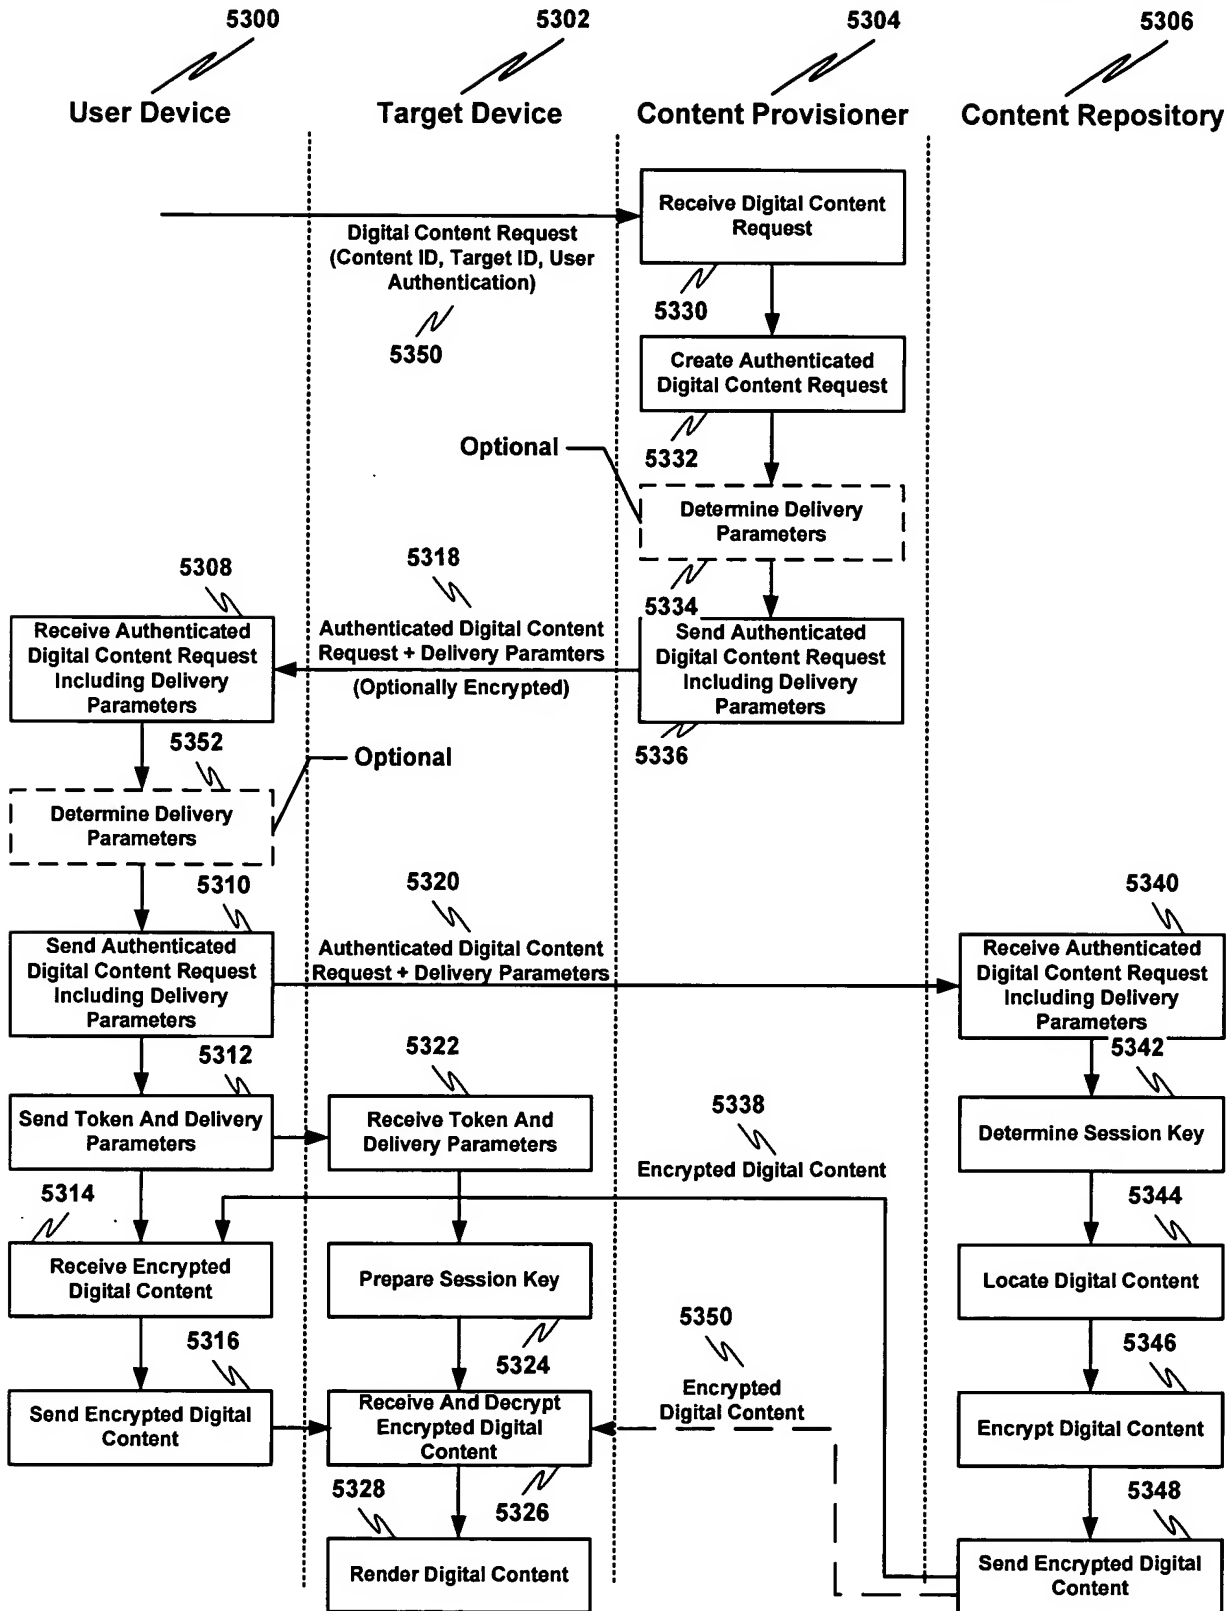 5300
5302
5304
5306
User Device
Target Device
Content Provisioner
Content Repository
Receive Digital Content
Request
Digital Content Request
(Content ID, Target ID, User
Authentication)
5330
5350
Create Authenticated
Digital Content Request
Optional
5332
Determine Delivery
Parameters
5318
5308
5334
Receive Authenticated
Digital Content Request
Including Delivery
Parameters
Authenticated Digital Content
Request + Delivery Paramters
(Optionally Encrypted)
Send Authenticated
Digital Content Request
Including Delivery
Parameters
5352
Optional
5336
Determine Delivery
Parameters
5310
5320
5340
Send Authenticated
Digital Content Request
Including Delivery
Parameters
Authenticated Digital Content
Request + Delivery Parameters
Receive Authenticated
Digital Content Request
Including Delivery
Parameters
5312
5322
5342
Send Token And Delivery
Parameters
Receive Token And
Delivery Parameters
5338
Determine Session Key
Encrypted Digital Content
5314
5344
Receive Encrypted
Digital Content
Prepare Session Key
Locate Digital Content
5316
5324
5350
5346
Send Encrypted Digital
Content
Receive And Decrypt
Encrypted Digital
Content
Encrypted
Digital Content
Encrypt Digital Content
5328
5326
5348
Render Digital Content
Send Encrypted Digital
Content